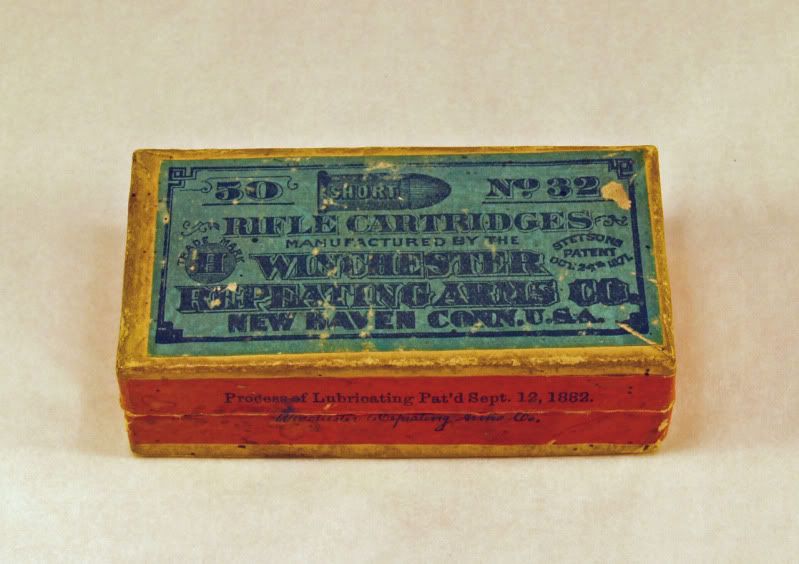 50 SHORT Nº 32
RIFLE CARTRIDGES
MANUFACTURED BY THE
TRADE MARK
H
STETSONS
PATENT
OCT. 24TH 1871.
WINCHESTER
REPEATING ARMS CO.
NEW HAVEN CONN. U.S.A.
Process of Lubricating Pat'd Sept. 12, 1882.
Winchester Repeating Arms Co.